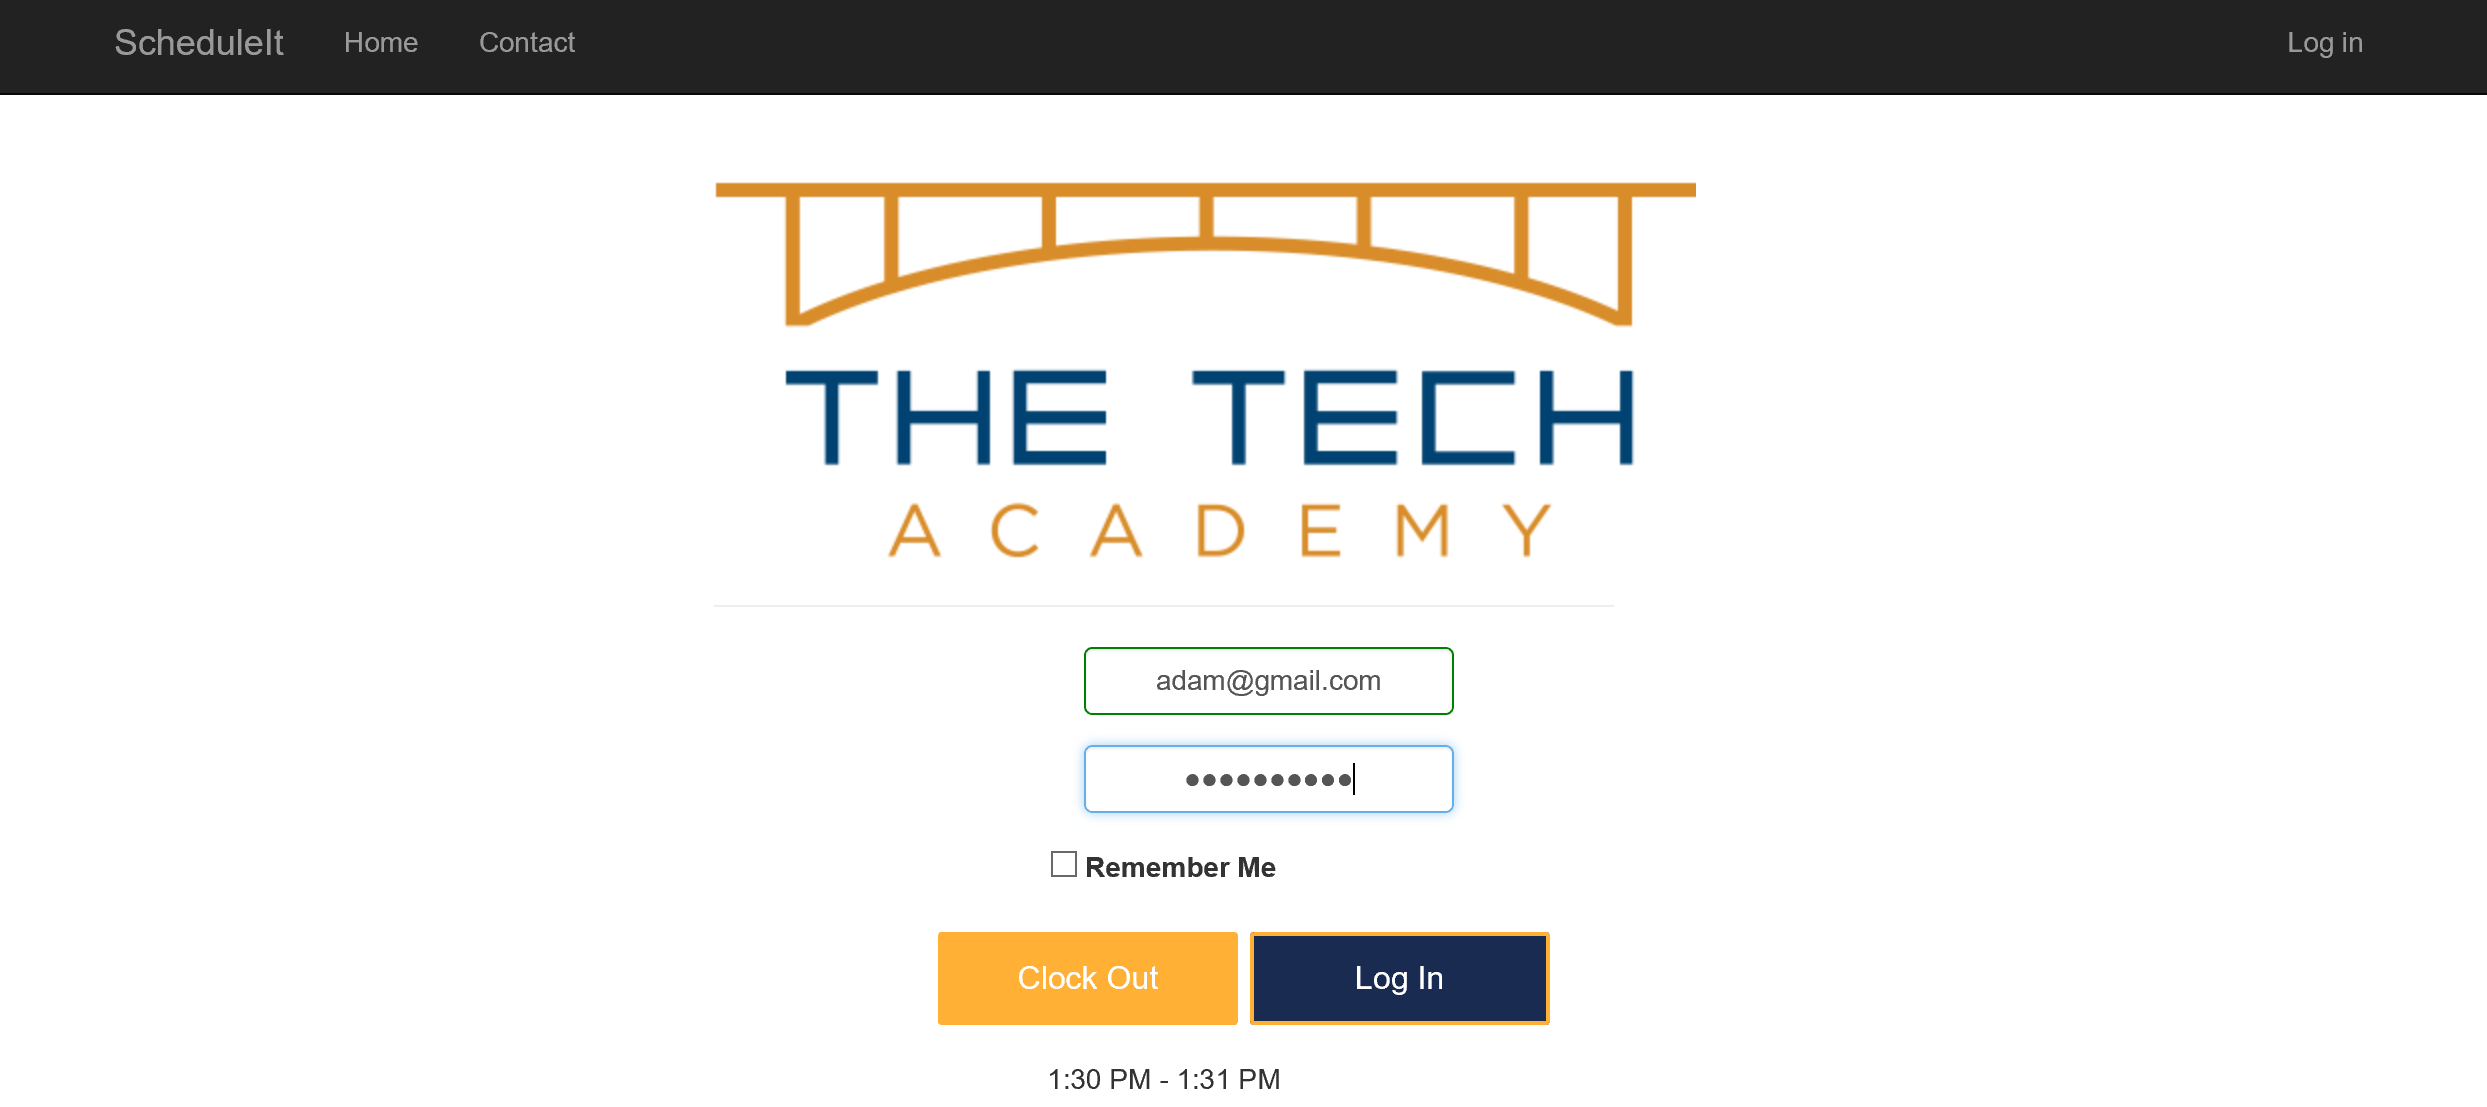 ScheduleIt Home Contact Log in
THE TECH
ACADEMY
adam@gmail.com
●●●●●●●●●●
Remember Me
Clock Out Log In
1:30 PM - 1:31 PM